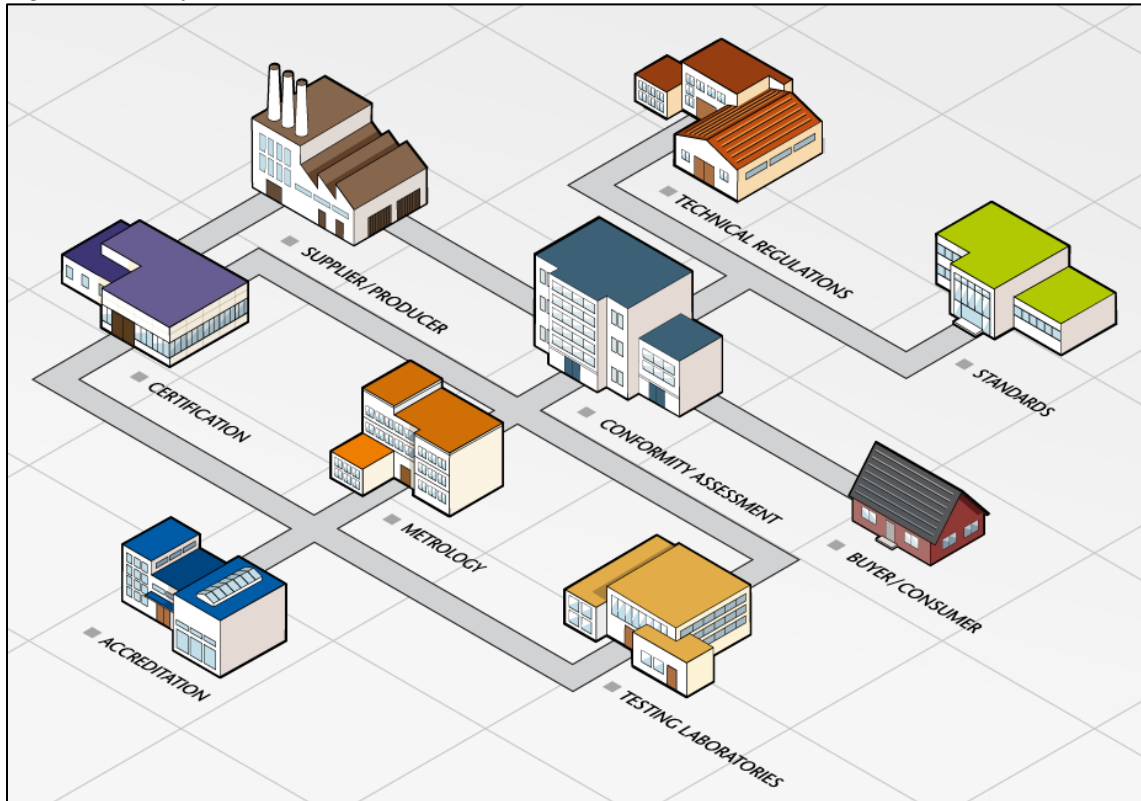 TECHNICAL REGULATIONS
SUPPLIER/PRODUCER
STANDARDS
CERTIFICATION
CONFORMITY ASSESSMENT
METROLOGY
BUYER/CONSUMER
ACCREDITATION
TESTING LABORATORIES